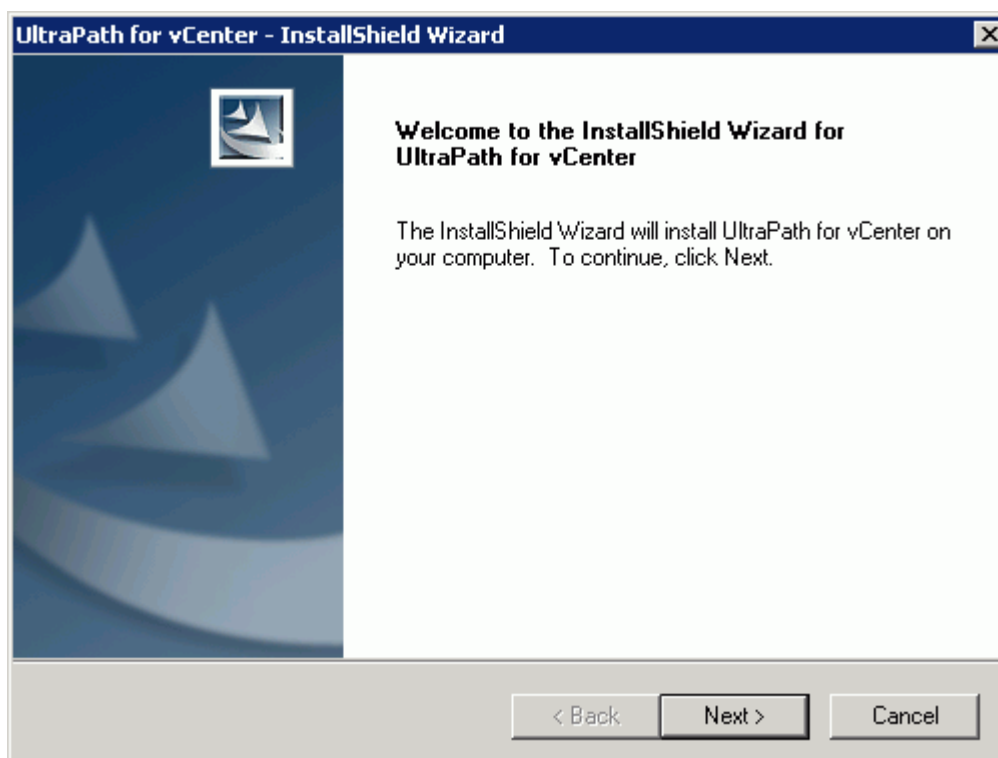 UltraPath for vCenter - InstallShield Wizard
Welcome to the InstallShield Wizard for
UltraPath for vCenter
The InstallShield Wizard will install UltraPath for vCenter on
your computer.  To continue, click Next.
< Back
Next >
Cancel